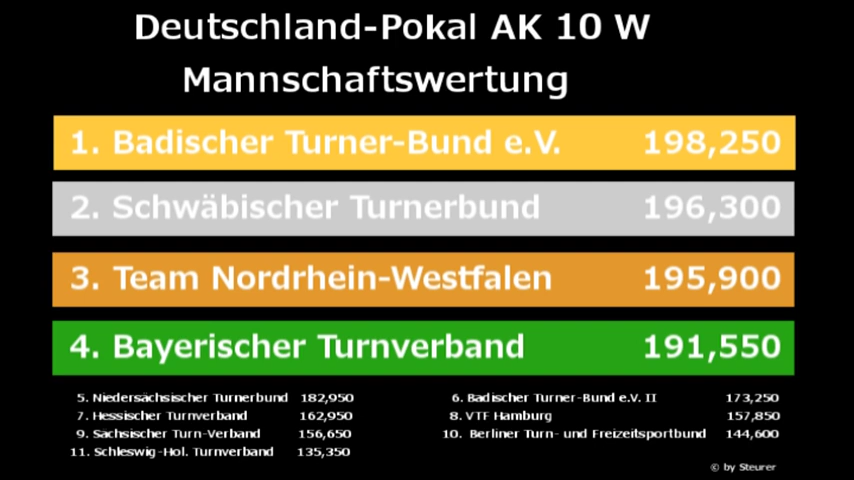 Deutschland-Pokal AK 10 W
Mannschaftswertung
1. Badischer Turner-Bund e.V. 198,250
2. Schwäbischer Turnerbund 196,300
3. Team Nordrhein-Westfalen 195,900
4. Bayerischer Turnverband 191,550
5. Niedersächsischer Turnerbund 182,950 6. Badischer Turner-Bund e.V. II 173,250
7. Hessischer Turnverband 162,950 8. VTF Hamburg 157,850
9. Sächsischer Turn-Verband 156,650 10. Berliner Turn- und Freizeitsportbund 144,600
11. Schleswig-Hol. Turnverband 135,350
© by Steurer